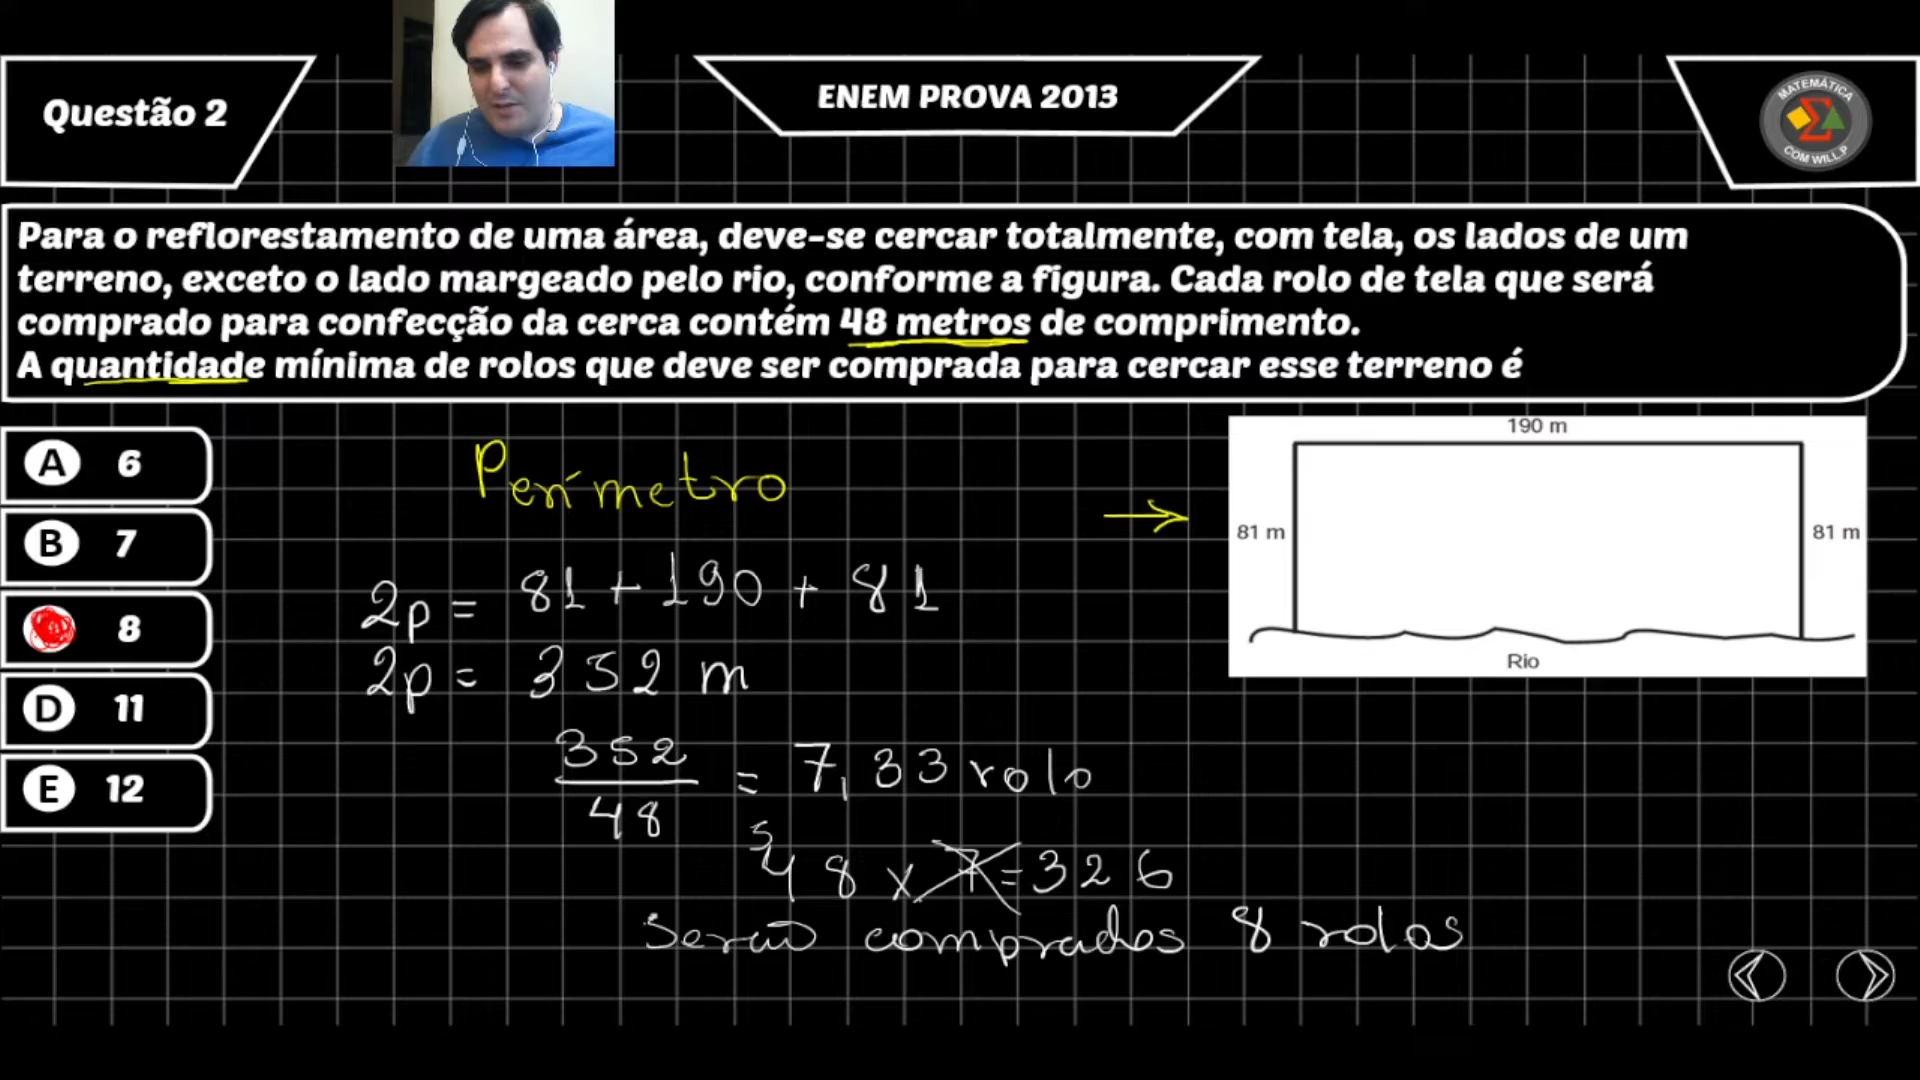 Questão 2
ENEM PROVA 2013
MATEMÁTICA
COM WILL.P
Para o reflorestamento de uma área, deve-se cercar totalmente, com tela, os lados de um
terreno, exceto o lado margeado pelo rio, conforme a figura. Cada rolo de tela que será
comprado para confecção da cerca contém 48 metros de comprimento.
A quantidade mínima de rolos que deve ser comprada para cercar esse terreno é
A 6
B 7
8
D 11
E 12
Perímetro
2p = 81 + 190 + 81
2p = 352 m
352
48
= 7,33 rolo
5
48 x 7 = 326
Serão comprados 8 rolos
190 m
81 m
81 m
Rio